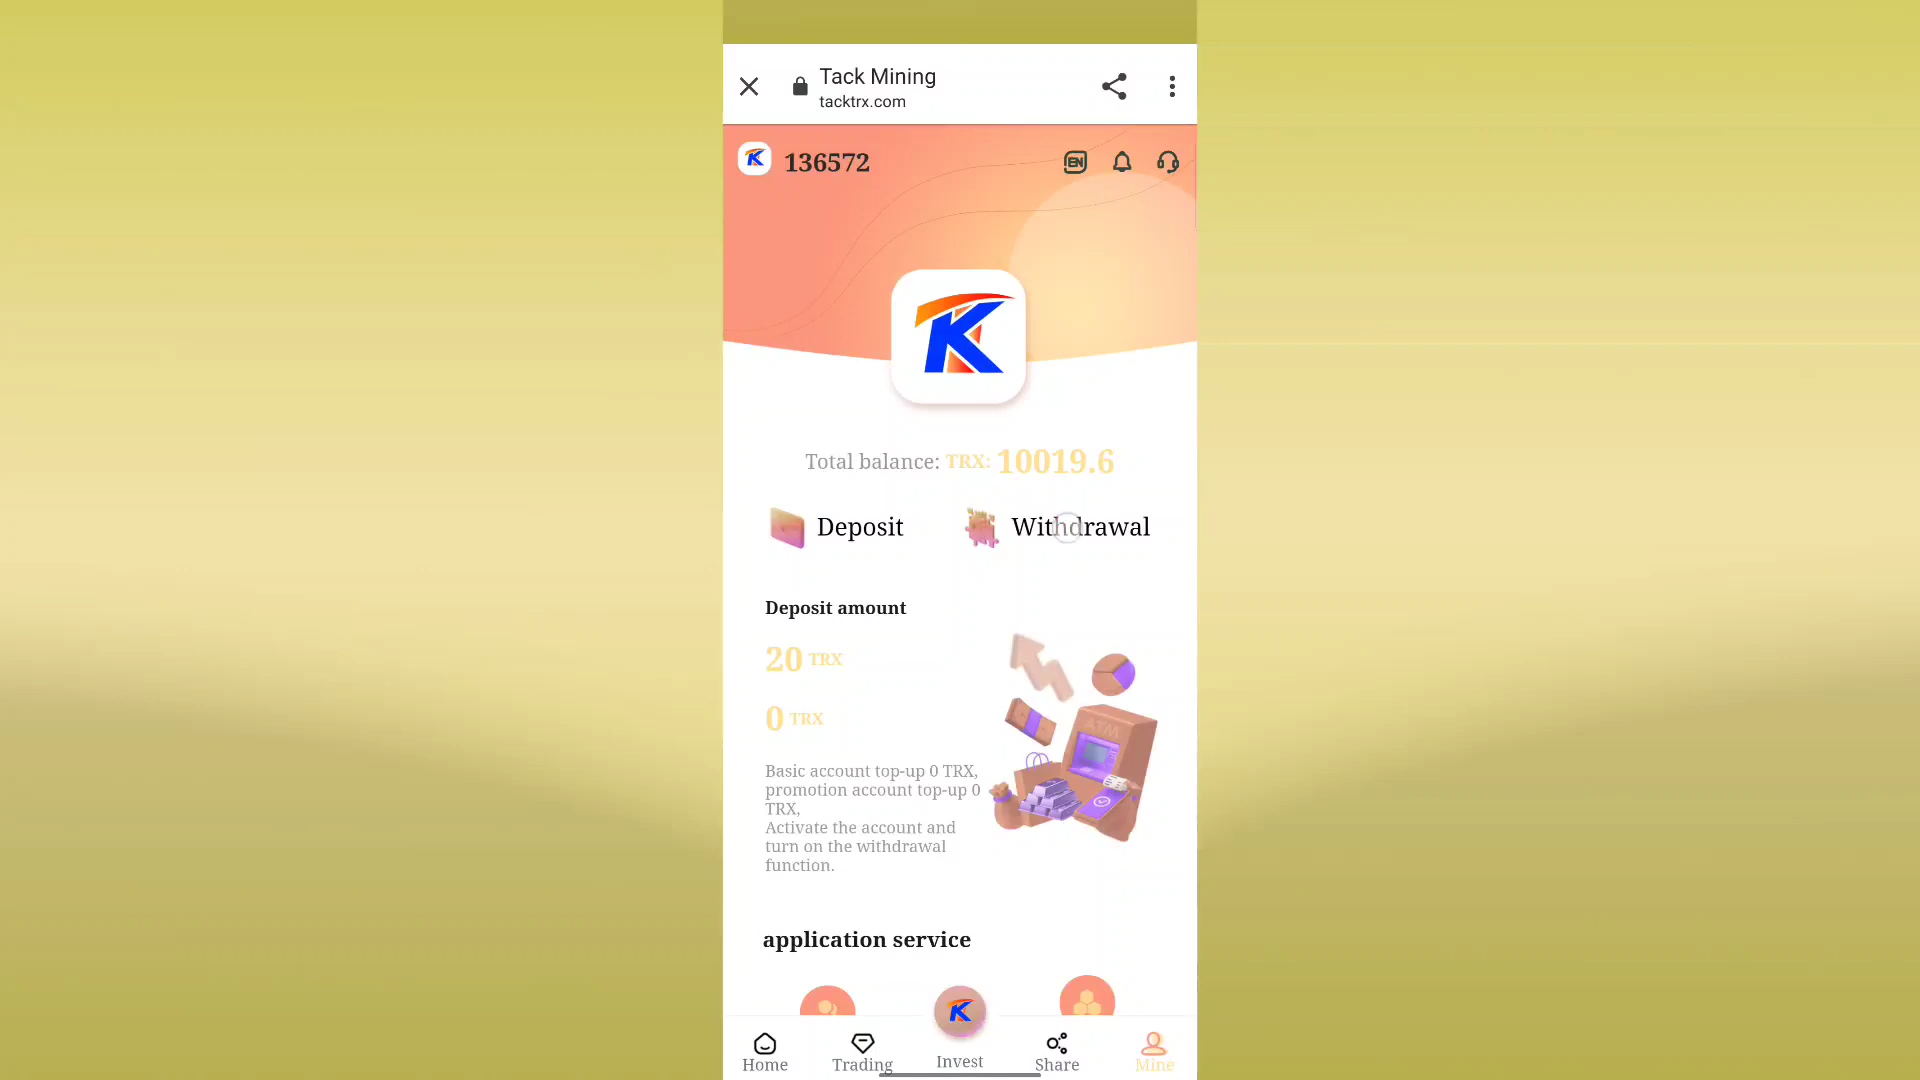 Tack Mining
tacktrx.com
136572
EN
Total balance: TRX: 10019.6
Deposit
Withdrawal
Deposit amount
20 TRX
0 TRX
ATM
Basic account top-up 0 TRX,
promotion account top-up 0
TRX,
Activate the account and
turn on the withdrawal
function.
application service
Home
Trading
Invest
Share
Mine